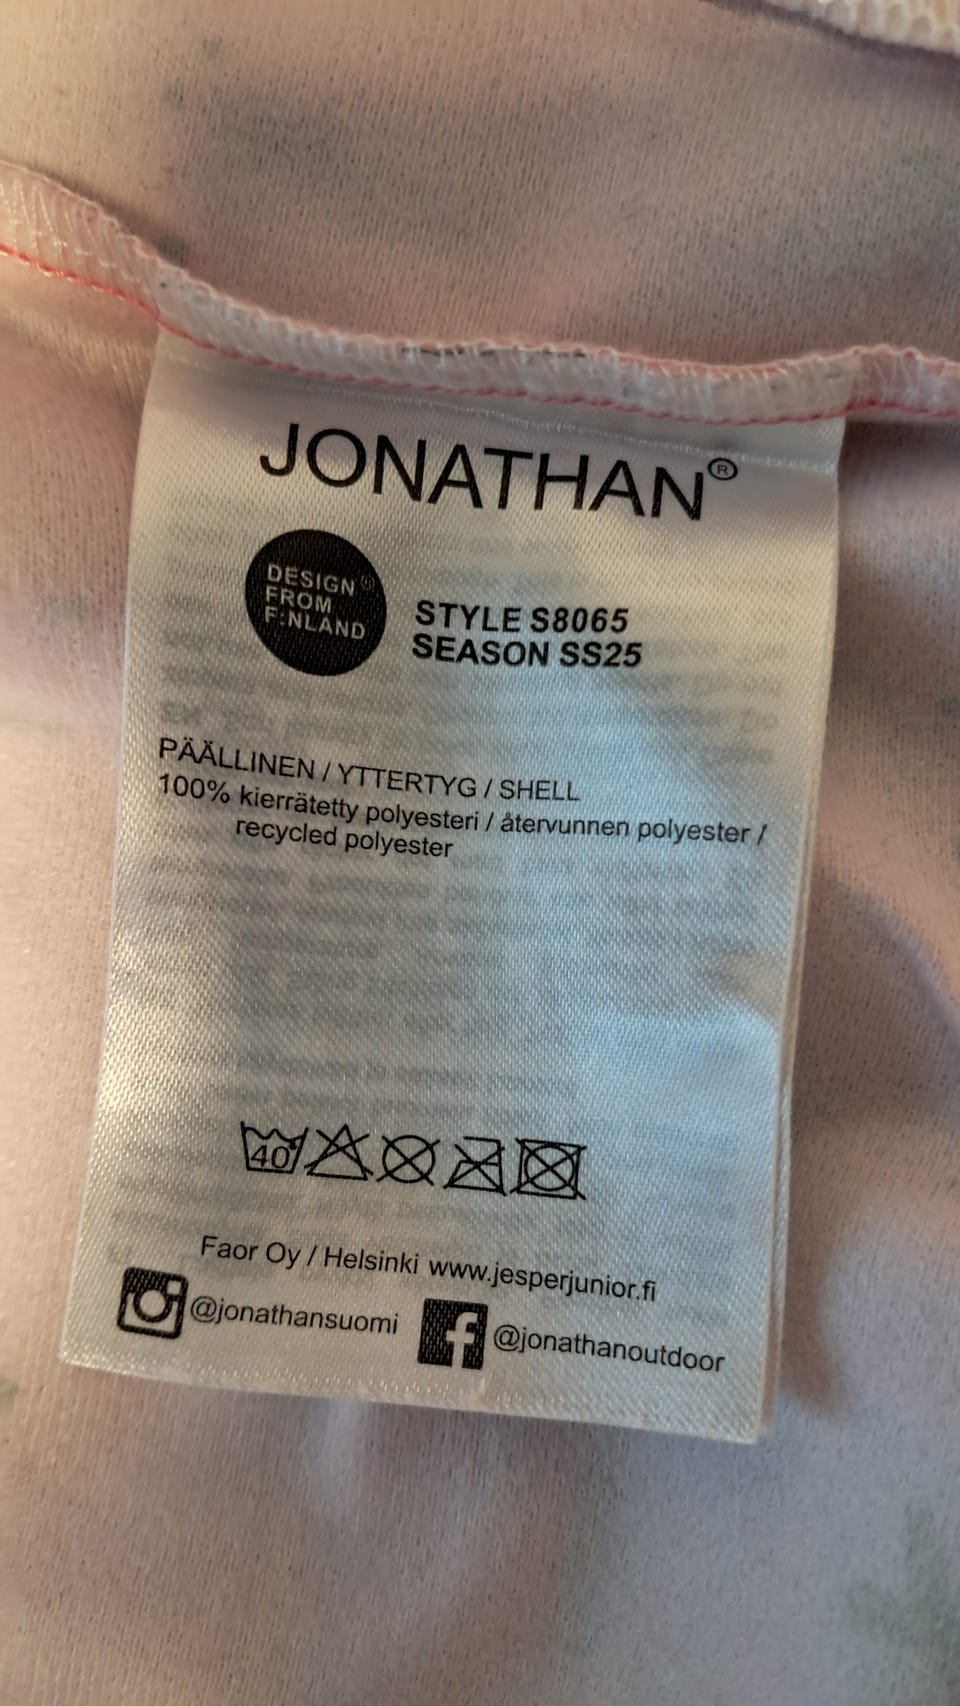 JONATHAN®
DESIGN®
FROM
F:NLAND
STYLE S8065
SEASON SS25
PÄÄLLINEN / YTTERTYG / SHELL
100% kierrätetty polyesteri / återvunnen polyester /
recycled polyester
40°
Faor Oy / Helsinki www.jesperjunior.fi
@jonathansuomi
@jonathanoutdoor